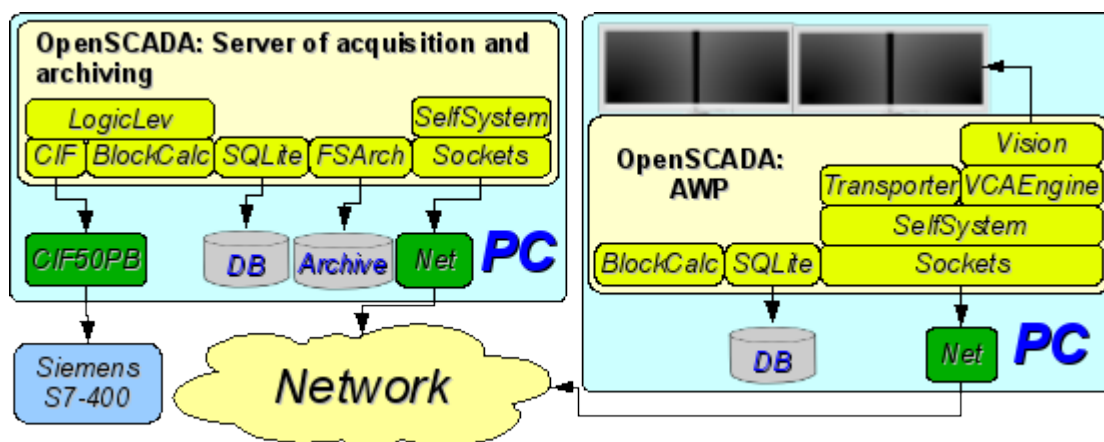 OpenSCADA: Server of acquisition and
archiving
LogicLev
SelfSystem
CIF
BlockCalc
SQLite
FSArch
Sockets
CIF50PB
DB
Archive
Net
PC
Siemens
S7-400
Network
OpenSCADA:
AWP
Vision
Transporter
VCAEngine
SelfSystem
BlockCalc
SQLite
Sockets
DB
Net
PC